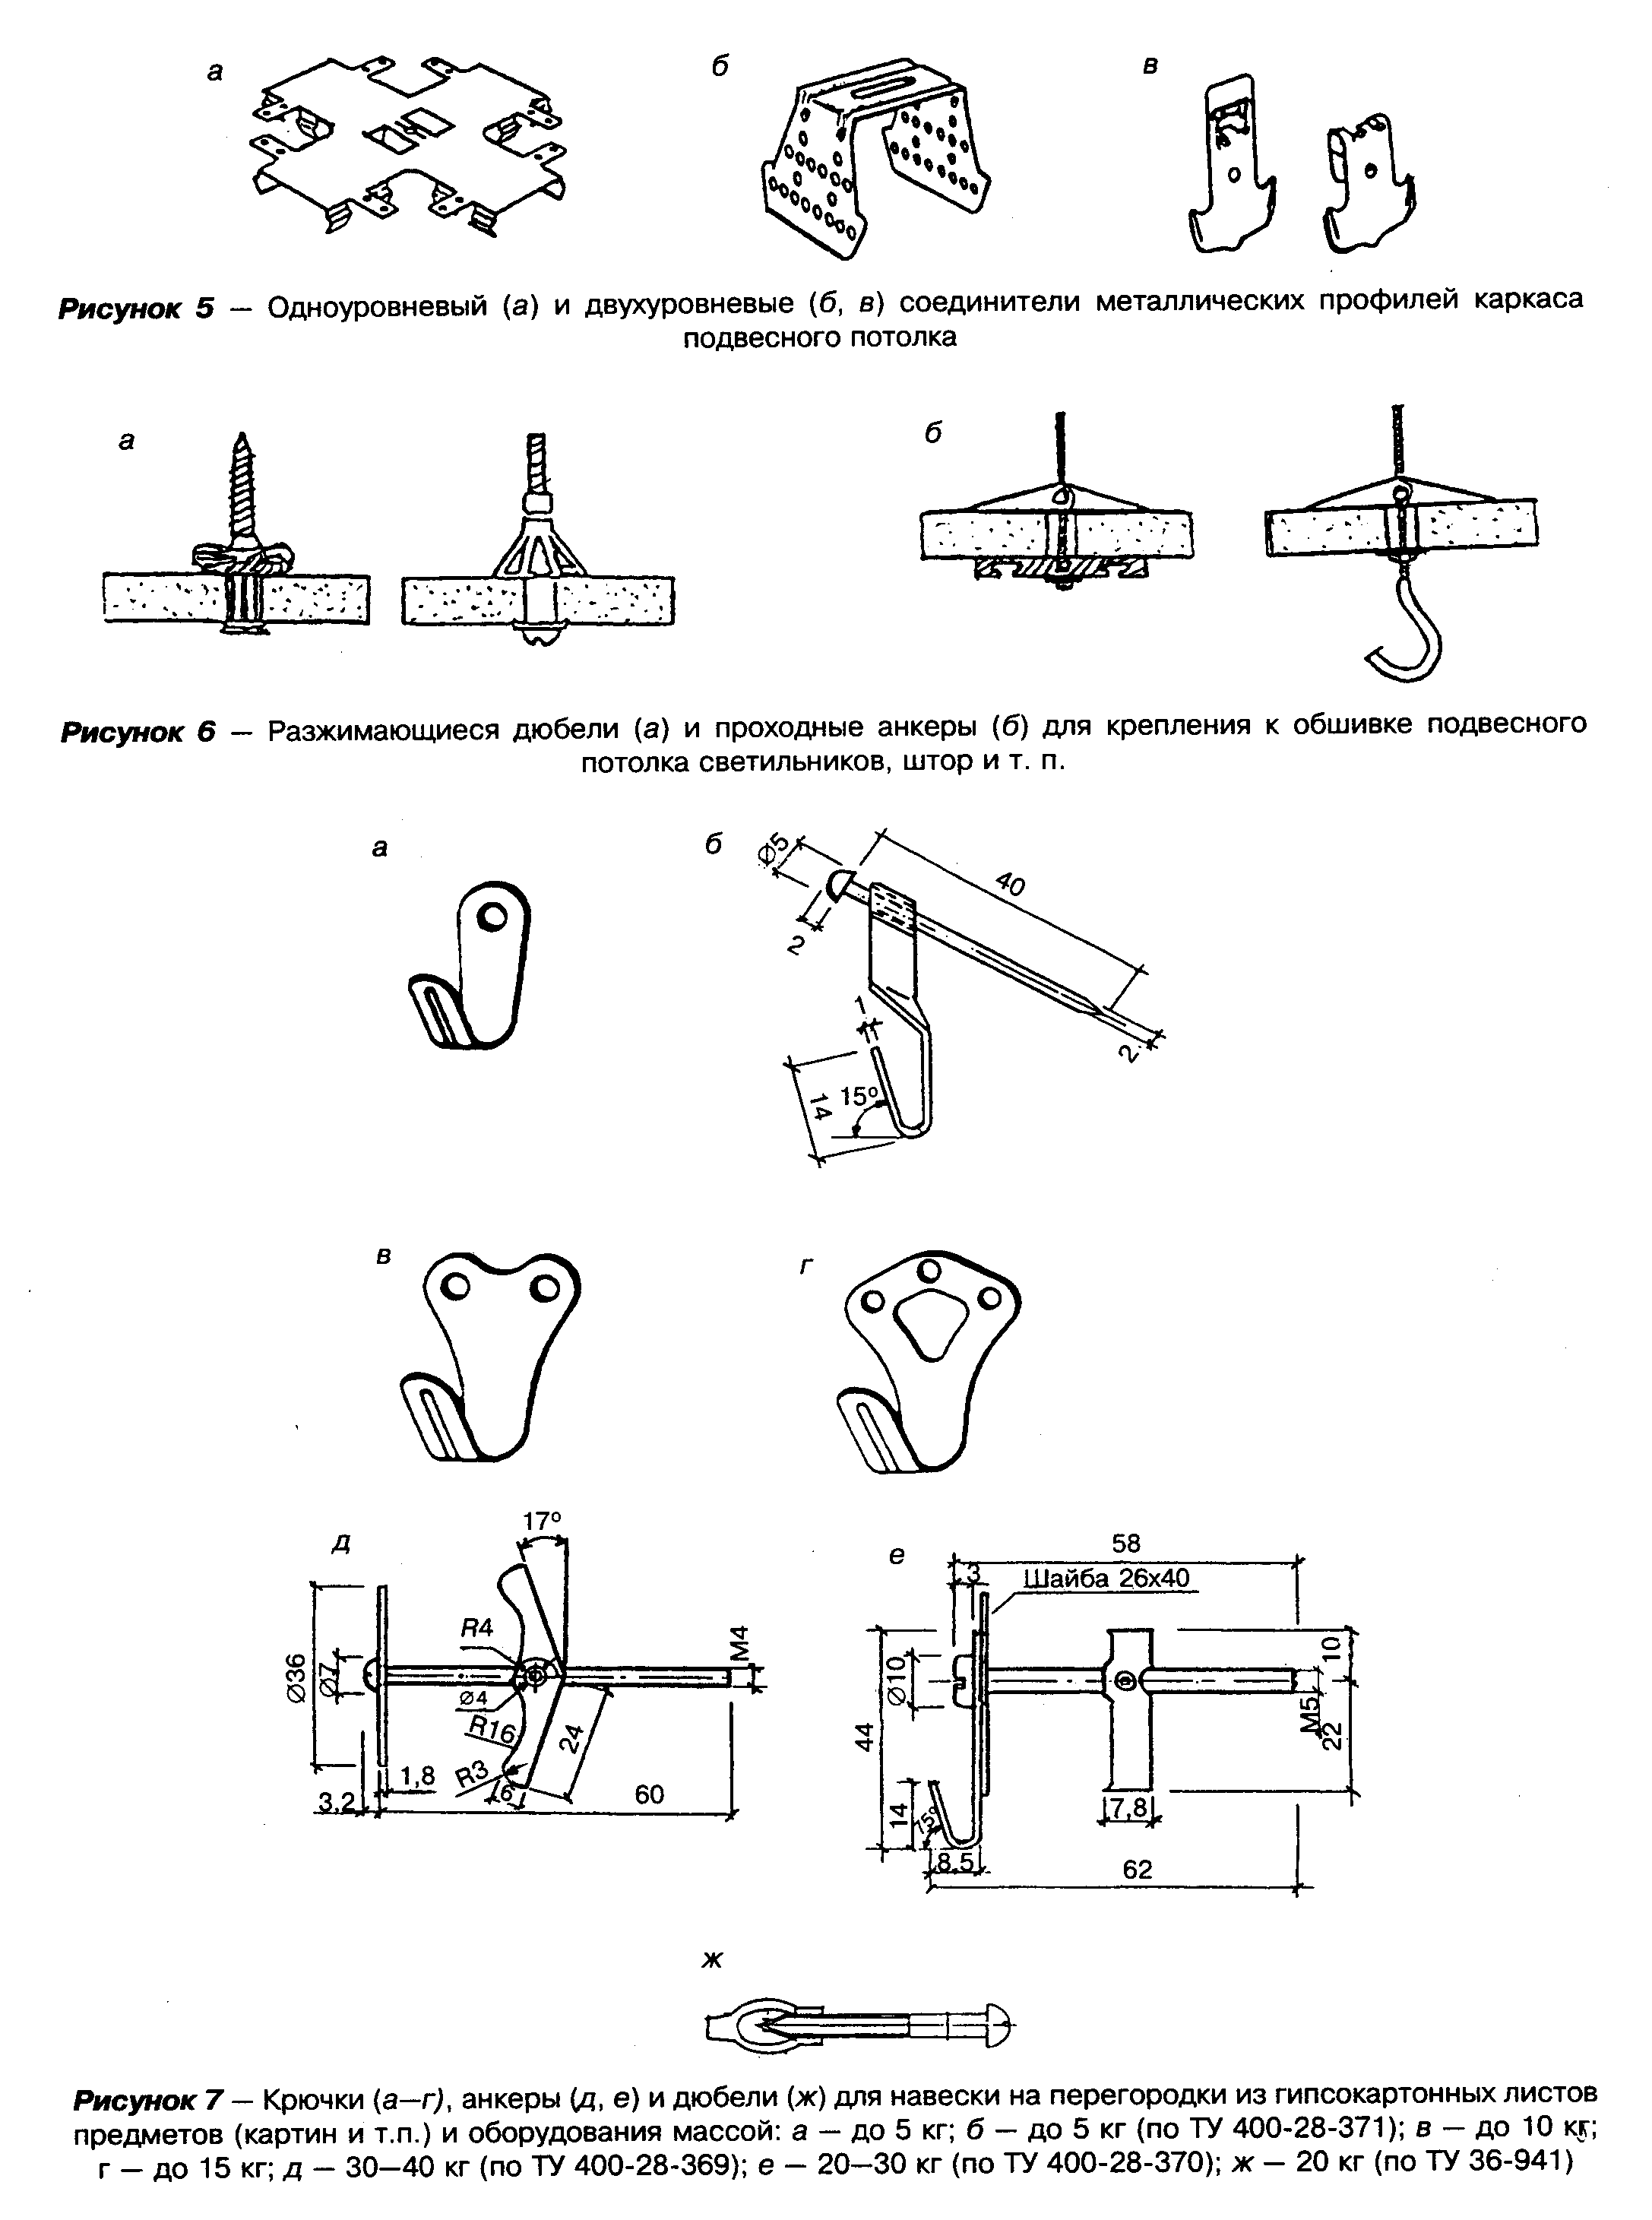 а
б
в
Рисунок 5 — Одноуровневый (а) и двухуровневые (б, в) соединители металлических профилей каркаса
подвесного потолка
а
б
Рисунок 6 — Разжимающиеся дюбели (а) и проходные анкеры (б) для крепления к обшивке подвесного
потолка светильников, штор и т. п.
а
б
Ø5
40
2
1
2
14
15º
в
г
д
17º
R4
M4
Ø36
Ø7
Ø4
R16
24
R3
6
1,8
3,2
60
е
58
3
Шайба 26х40
10
Ø10
M5
22
44
14
75º
7,8
8,5
62
ж
Рисунок 7 — Крючки (а—г), анкеры (д, е) и дюбели (ж) для навески на перегородки из гипсокартонных листов
предметов (картин и т.п.) и оборудования массой: а — до 5 кг; б — до 5 кг (по ТУ 400-28-371); в — до 10 кг;
г — до 15 кг; д — 30—40 кг (по ТУ 400-28-369); е — 20—30 кг (по ТУ 400-28-370); ж — 20 кг (по ТУ 36-941)